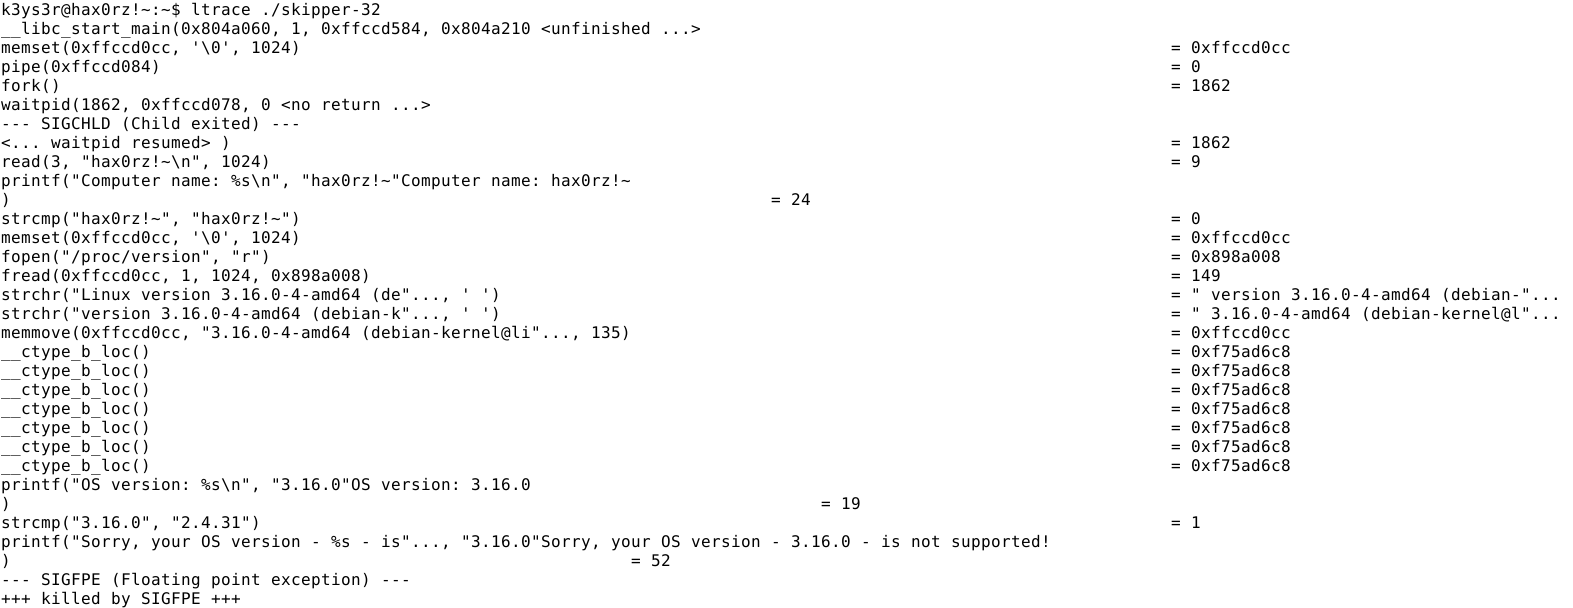 k3ys3r@hax0rz!~:~$ ltrace ./skipper-32
__libc_start_main(0x804a060, 1, 0xffccd584, 0x804a210 <unfinished ...>
memset(0xffccd0cc, '\0', 1024) = 0xffccd0cc
pipe(0xffccd084) = 0
fork() = 1862
waitpid(1862, 0xffccd078, 0 <no return ...>
--- SIGCHLD (Child exited) ---
<... waitpid resumed> ) = 1862
read(3, "hax0rz!~\n", 1024) = 9
printf("Computer name: %s\n", "hax0rz!~"Computer name: hax0rz!~
) = 24
strcmp("hax0rz!~", "hax0rz!~") = 0
memset(0xffccd0cc, '\0', 1024) = 0xffccd0cc
fopen("/proc/version", "r") = 0x898a008
fread(0xffccd0cc, 1, 1024, 0x898a008) = 149
strchr("Linux version 3.16.0-4-amd64 (de"..., ' ') = " version 3.16.0-4-amd64 (debian-"...
strchr("version 3.16.0-4-amd64 (debian-k"..., ' ') = " 3.16.0-4-amd64 (debian-kernel@l"...
memmove(0xffccd0cc, "3.16.0-4-amd64 (debian-kernel@li"..., 135) = 0xffccd0cc
__ctype_b_loc() = 0xf75ad6c8
__ctype_b_loc() = 0xf75ad6c8
__ctype_b_loc() = 0xf75ad6c8
__ctype_b_loc() = 0xf75ad6c8
__ctype_b_loc() = 0xf75ad6c8
__ctype_b_loc() = 0xf75ad6c8
__ctype_b_loc() = 0xf75ad6c8
printf("OS version: %s\n", "3.16.0"OS version: 3.16.0
) = 19
strcmp("3.16.0", "2.4.31") = 1
printf("Sorry, your OS version - %s - is"..., "3.16.0"Sorry, your OS version - 3.16.0 - is not supported!
) = 52
--- SIGFPE (Floating point exception) ---
+++ killed by SIGFPE +++